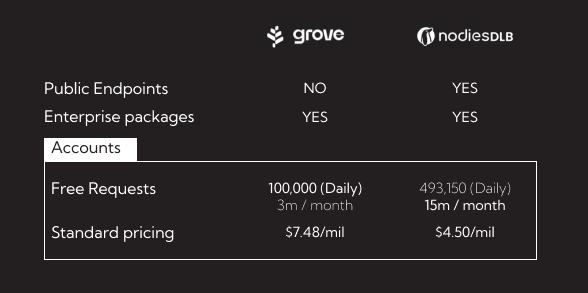 grove nodiesDLB
Public Endpoints NO YES
Enterprise packages YES YES
Accounts
Free Requests 100,000 (Daily) 493,150 (Daily)
3m / month 15m / month
Standard pricing $7.48/mil $4.50/mil